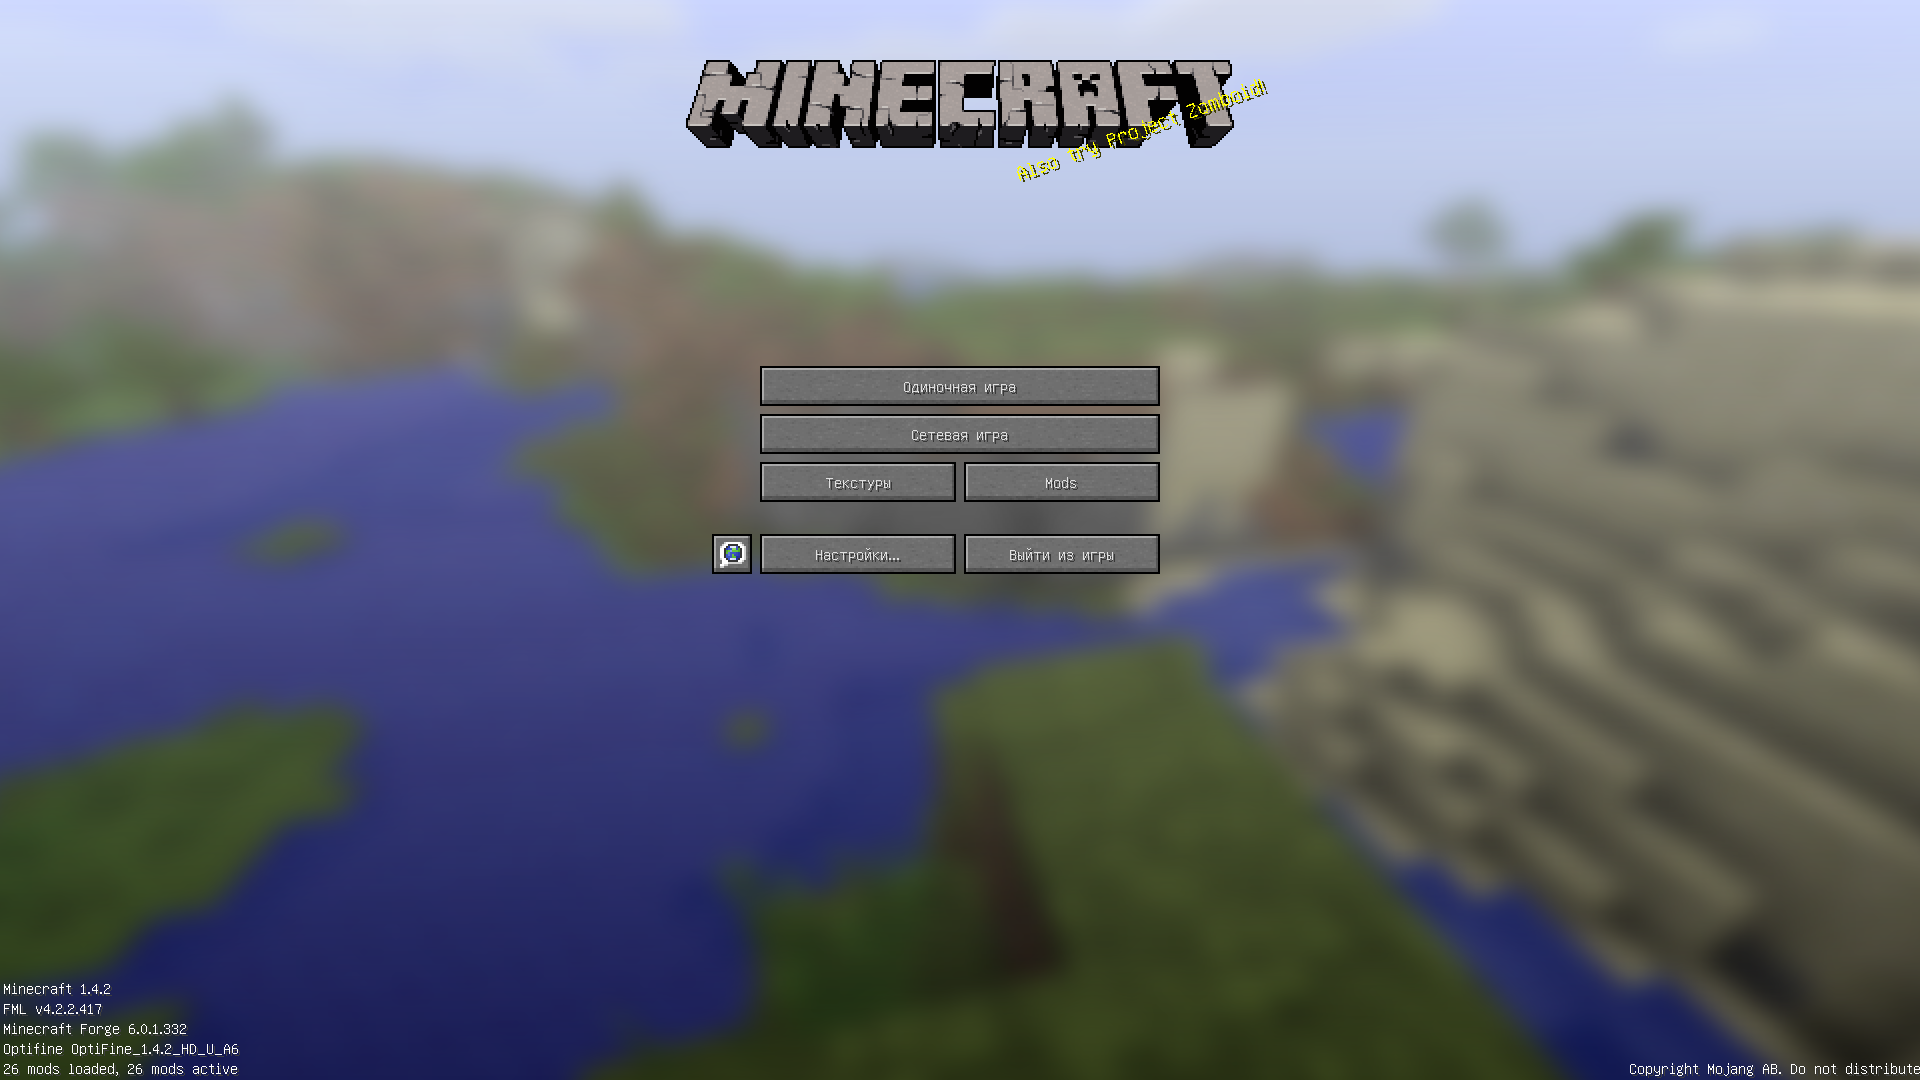 MINECRAFT
Also try Project Zomboid!
Одиночная игра
Сетевая игра
Текстуры
Mods
Настройки...
Выйти из игры
Minecraft 1.4.2
FML v4.2.2.417
Minecraft Forge 6.0.1.332
Optifine OptiFine_1.4.2_HD_U_A6
26 mods loaded, 26 mods active
Copyright Mojang AB. Do not distribute